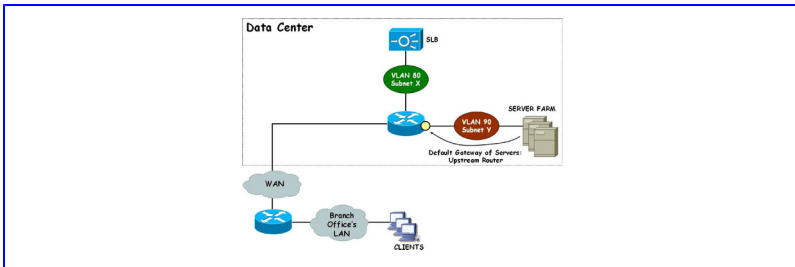 Data Center
SLB
VLAN 80
Subnet X
SERVER FARM
VLAN 90
Subnet Y
Default Gateway of Servers:
Upstream Router
WAN
Branch
Office's
LAN
CLIENTS